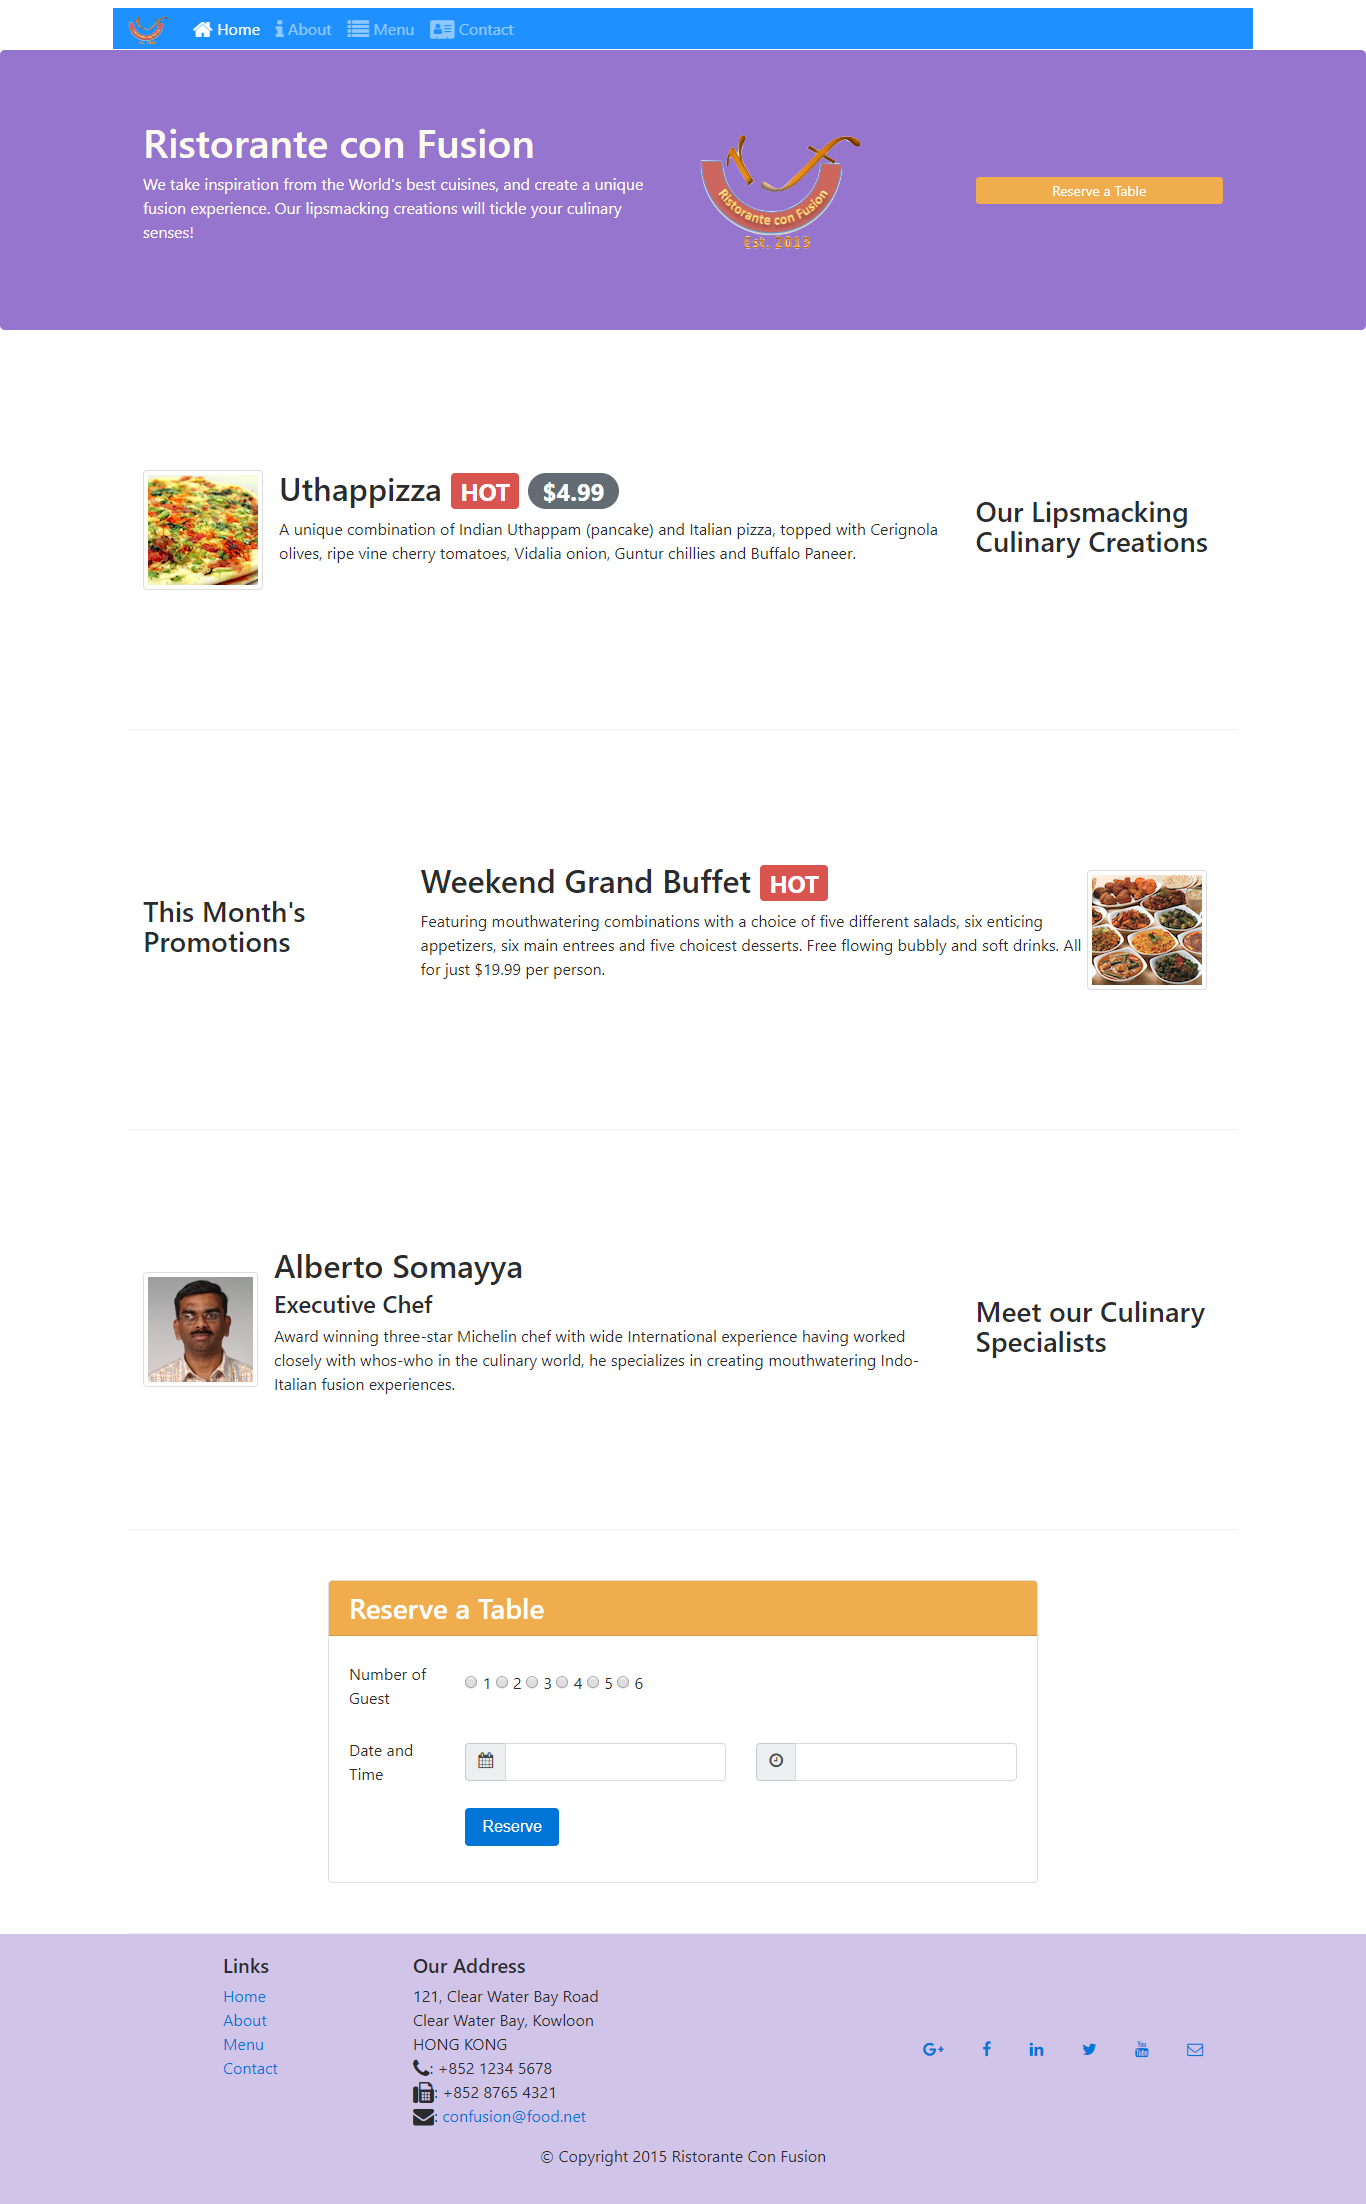 Home About Menu Contact
Ristorante con Fusion
We take inspiration from the World's best cuisines, and create a unique
fusion experience. Our lipsmacking creations will tickle your culinary
senses!
Ristorante con Fusion
Est. 2019
Reserve a Table
Uthappizza HOT $4.99
A unique combination of Indian Uthappam (pancake) and Italian pizza, topped with Cerignola
olives, ripe vine cherry tomatoes, Vidalia onion, Guntur chillies and Buffalo Paneer.
Our Lipsmacking
Culinary Creations
This Month's
Promotions
Weekend Grand Buffet HOT
Featuring mouthwatering combinations with a choice of five different salads, six enticing
appetizers, six main entrees and five choicest desserts. Free flowing bubbly and soft drinks. All
for just $19.99 per person.
Alberto Somayya
Executive Chef
Award winning three-star Michelin chef with wide International experience having worked
closely with whos-who in the culinary world, he specializes in creating mouthwatering Indo-
Italian fusion experiences.
Meet our Culinary
Specialists
Reserve a Table
Number of
Guest
1 2 3 4 5 6
Date and
Time
Reserve
Links
Home
About
Menu
Contact
Our Address
121, Clear Water Bay Road
Clear Water Bay, Kowloon
HONG KONG
: +852 1234 5678
: +852 8765 4321
: confusion@food.net
© Copyright 2015 Ristorante Con Fusion